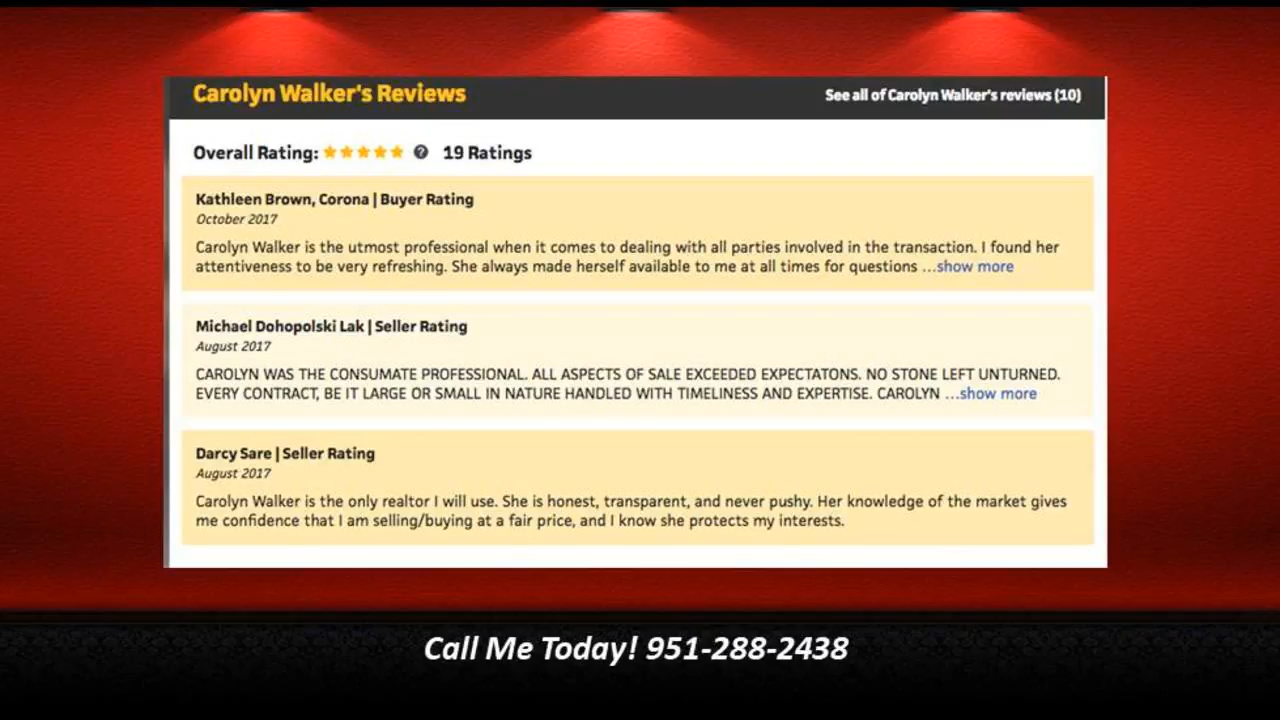 Carolyn Walker's Reviews
See all of Carolyn Walker's reviews (10)
Overall Rating: ★★★★★ ? 19 Ratings
Kathleen Brown, Corona | Buyer Rating
October 2017
Carolyn Walker is the utmost professional when it comes to dealing with all parties involved in the transaction. I found her
attentiveness to be very refreshing. She always made herself available to me at all times for questions ...show more
Michael Dohopolski Lak | Seller Rating
August 2017
CAROLYN WAS THE CONSUMATE PROFESSIONAL. ALL ASPECTS OF SALE EXCEEDED EXPECTATONS. NO STONE LEFT UNTURNED.
EVERY CONTRACT, BE IT LARGE OR SMALL IN NATURE HANDLED WITH TIMELINESS AND EXPERTISE. CAROLYN ...show more
Darcy Sare | Seller Rating
August 2017
Carolyn Walker is the only realtor I will use. She is honest, transparent, and never pushy. Her knowledge of the market gives
me confidence that I am selling/buying at a fair price, and I know she protects my interests.
Call Me Today! 951-288-2438